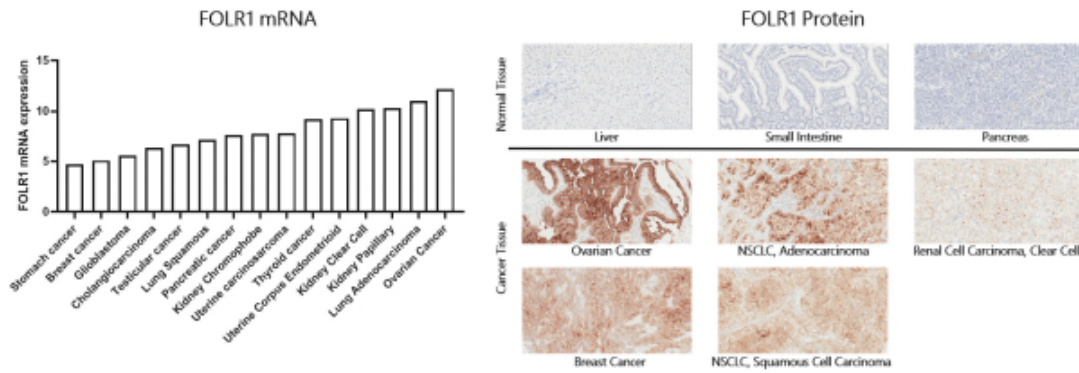 FOLR1 mRNA
FOLR1 mRNA expression
15
10
5
0
Stomach cancer
Breast cancer
Glioblastoma
Cholangiocarcinoma
Testicular cancer
Lung Squamous
Pancreatic cancer
Kidney Chromophobe
Uterine carcinosarcoma
Thyroid cancer
Uterine Corpus Endometrioid
Kidney Clear Cell
Kidney Papillary
Lung Adenocarcinoma
Ovarian Cancer
FOLR1 Protein
Normal Tissue
Liver
Small Intestine
Pancreas
Cancer Tissue
Ovarian Cancer
NSCLC, Adenocarcinoma
Renal Cell Carcinoma, Clear Cell
Breast Cancer
NSCLC, Squamous Cell Carcinoma